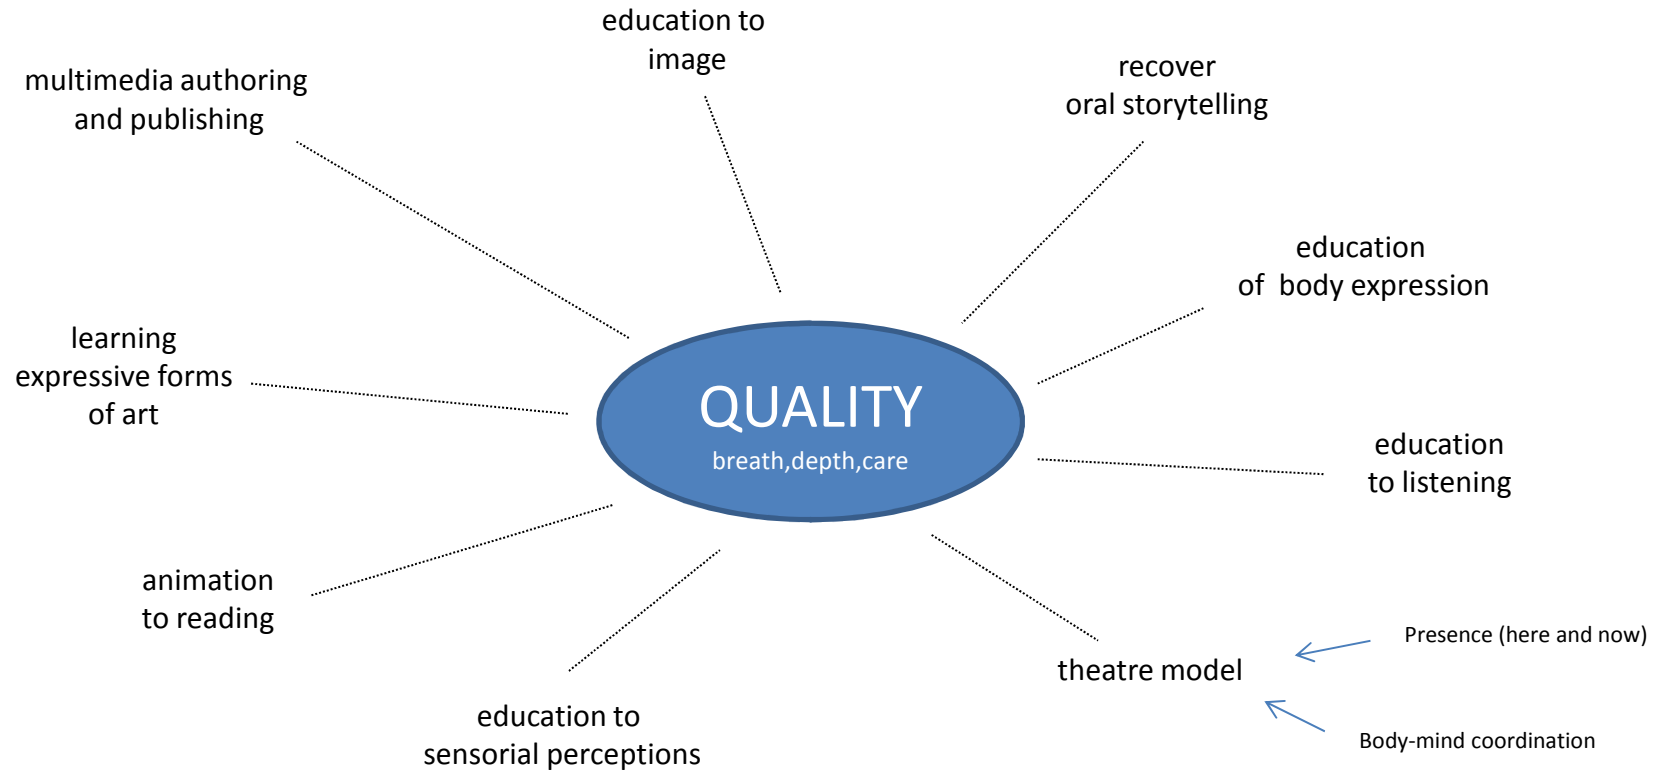 education to
image
multimedia authoring
and publishing
recover
oral storytelling
education
of  body expression
learning
expressive forms
of art
QUALITY
breath,depth,care
education
to listening
animation
to reading
theatre model
Presence (here and now)
Body-mind coordination
education to
sensorial perceptions